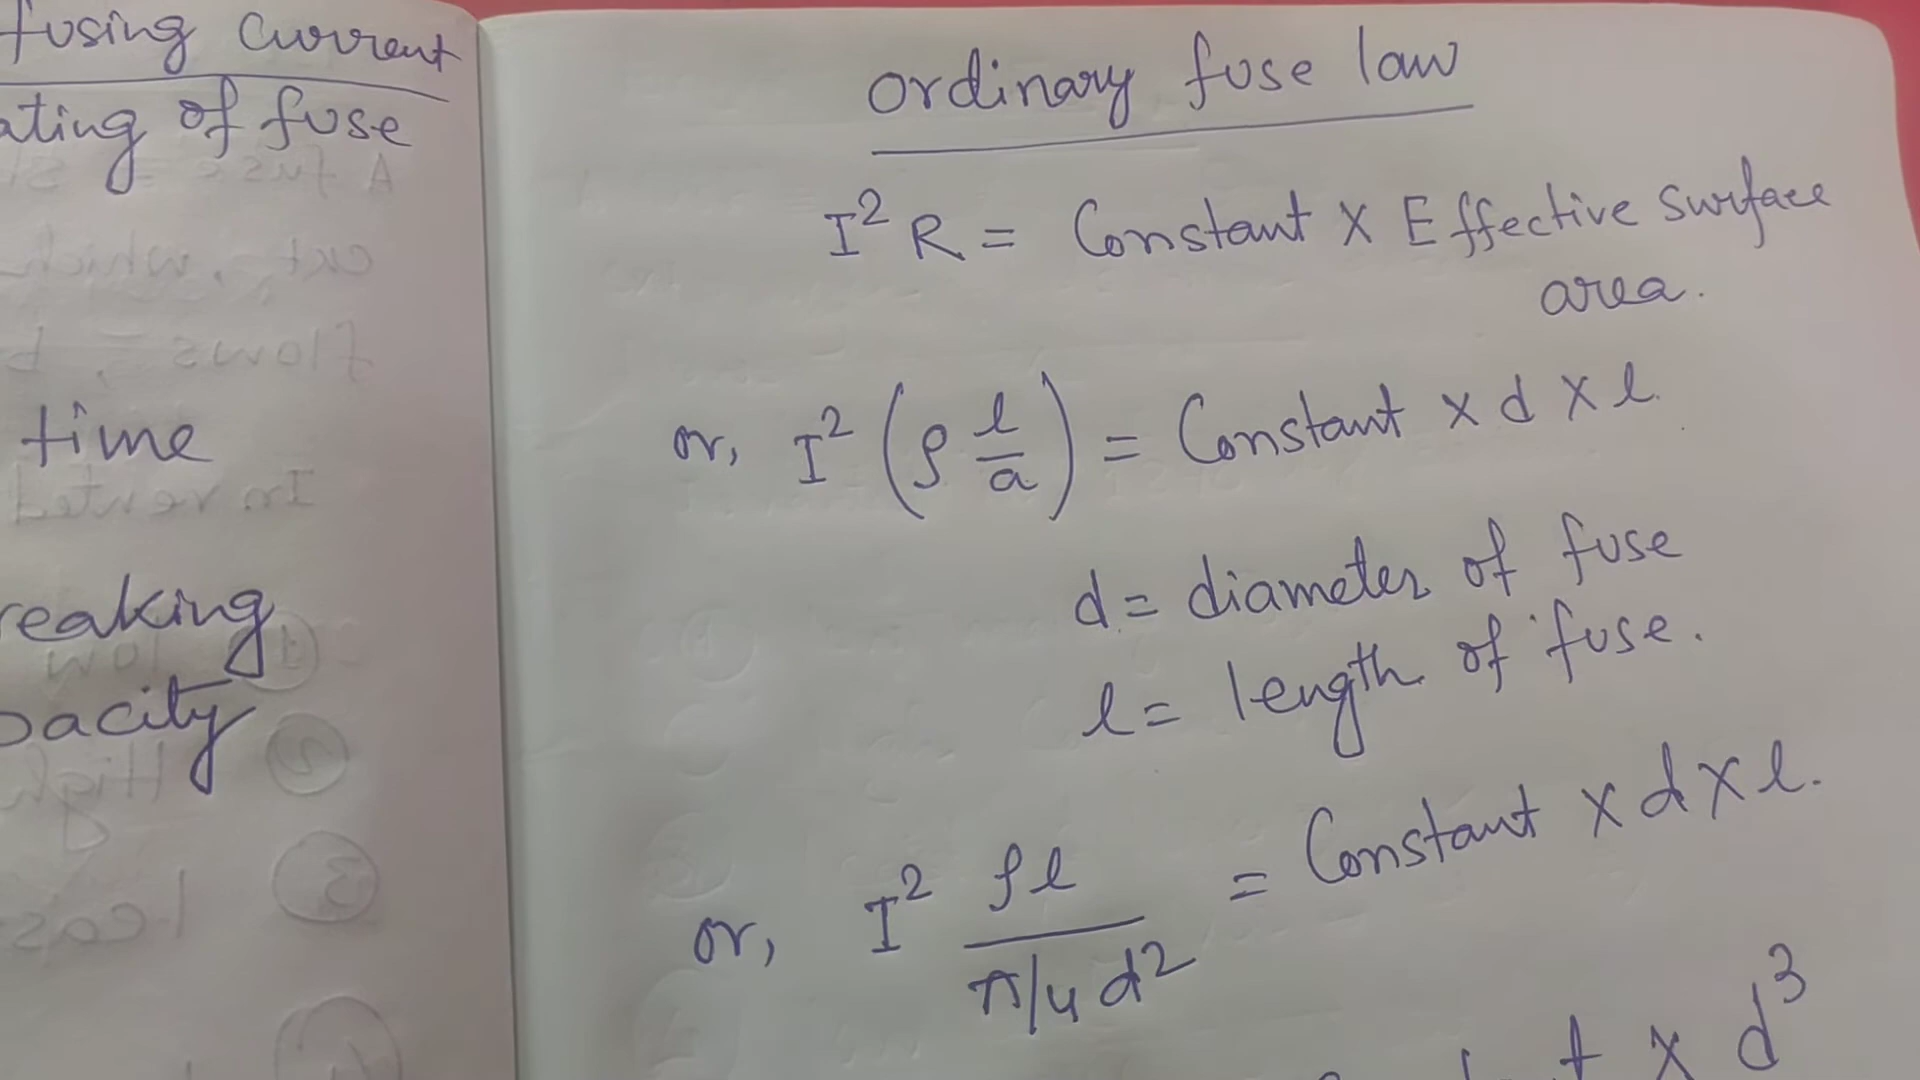 fusing Current
ating of fuse
time
reaking
pacity
Ordinary fuse law
I² R = Constant X Effective surface
area.
or, I² (ρ l/a) = Constant x d X l.
d = diameter of fuse
l = length of fuse.
or, I² ρl / π/4 d² = Constant X d X l.
X d³